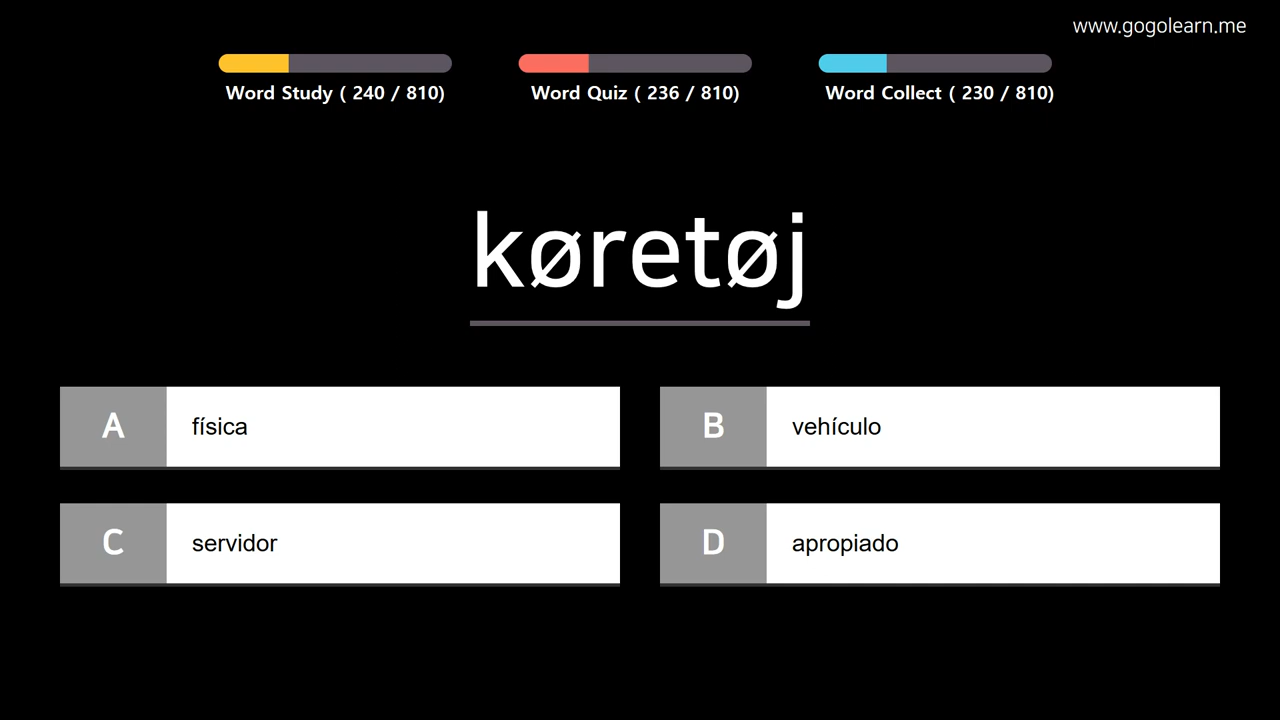 www.gogolearn.me
Word Study ( 240 / 810)
Word Quiz ( 236 / 810)
Word Collect ( 230 / 810)
køretøj
A física
B vehículo
C servidor
D apropiado